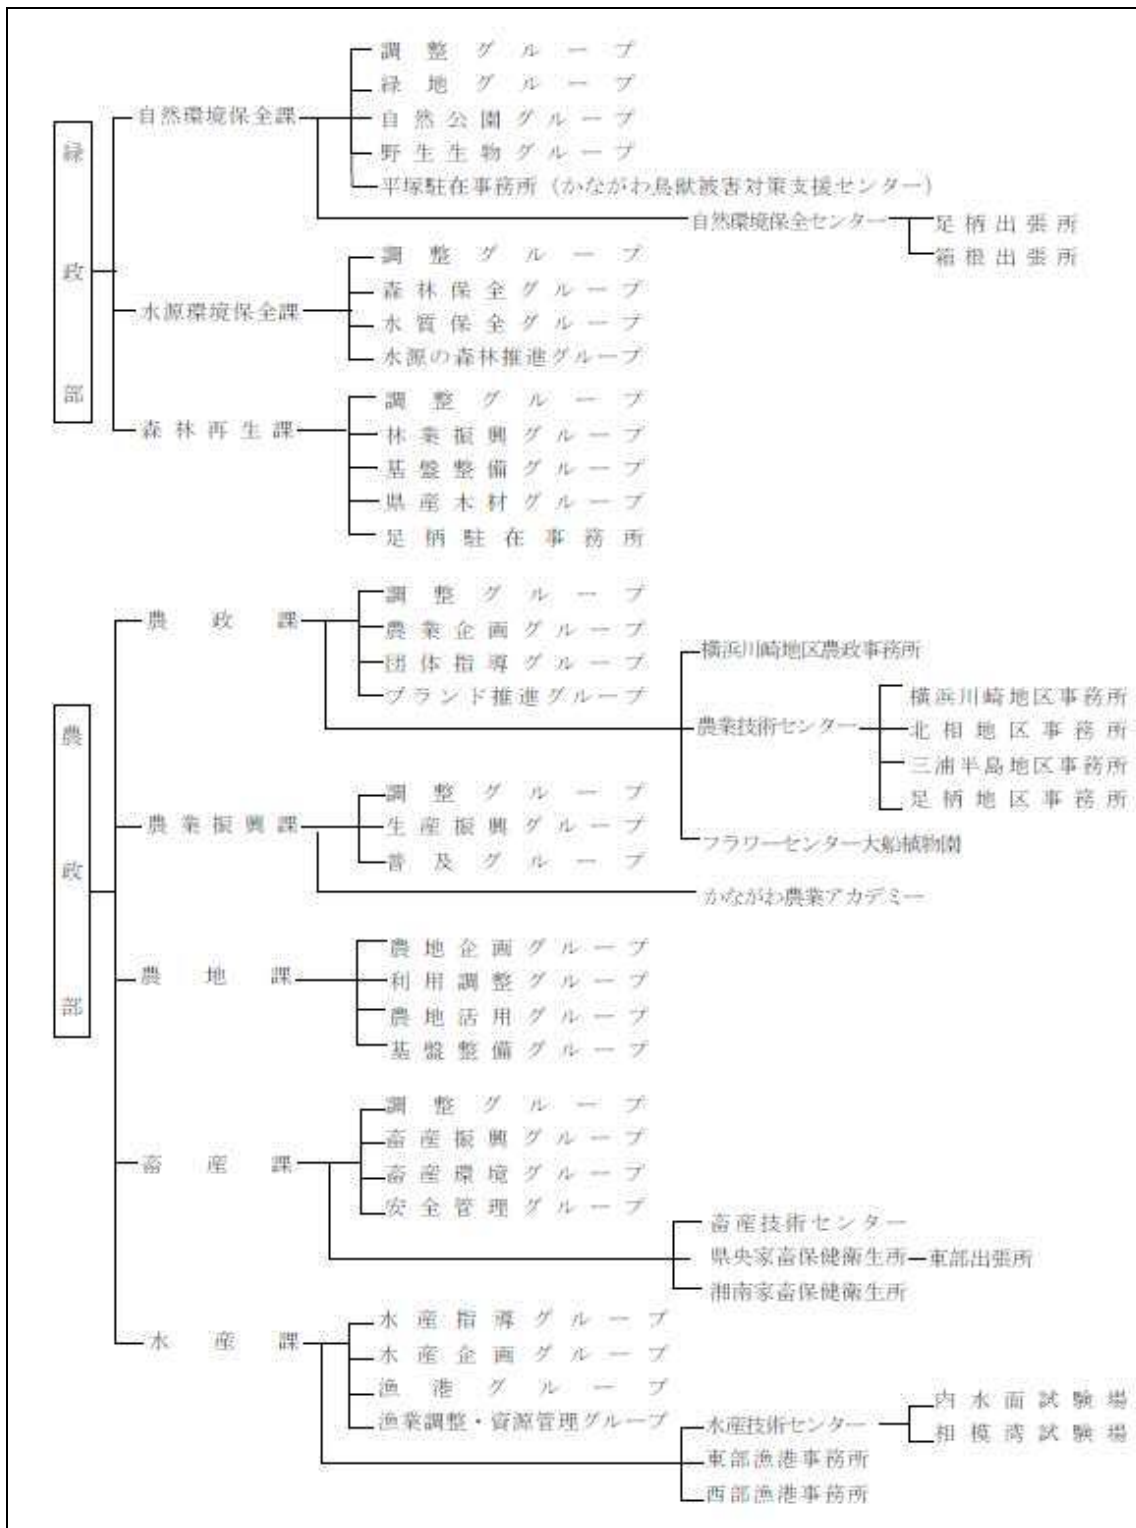 緑政部
自然環境保全課
調整グループ
緑地グループ
自然公園グループ
野生生物グループ
平塚駐在事務所（かながわ鳥獣被害対策支援センター）
自然環境保全センター
足柄出張所
箱根出張所
水源環境保全課
調整グループ
森林保全グループ
水質保全グループ
水源の森林推進グループ
森林再生課
調整グループ
林業振興グループ
基盤整備グループ
県産木材グループ
足柄駐在事務所
農政部
農政課
調整グループ
農業企画グループ
団体指導グループ
ブランド推進グループ
横浜川崎地区農政事務所
農業技術センター
横浜川崎地区事務所
北相地区事務所
三浦半島地区事務所
足柄地区事務所
フラワーセンター大船植物園
農業振興課
調整グループ
生産振興グループ
普及グループ
かながわ農業アカデミー
農地課
農地企画グループ
利用調整グループ
農地活用グループ
基盤整備グループ
畜産課
調整グループ
畜産振興グループ
畜産環境グループ
安全管理グループ
畜産技術センター
県央家畜保健衛生所
東部出張所
湘南家畜保健衛生所
水産課
水産指導グループ
水産企画グループ
漁港グループ
漁業調整・資源管理グループ
水産技術センター
内水面試験場
相模湾試験場
東部漁港事務所
西部漁港事務所